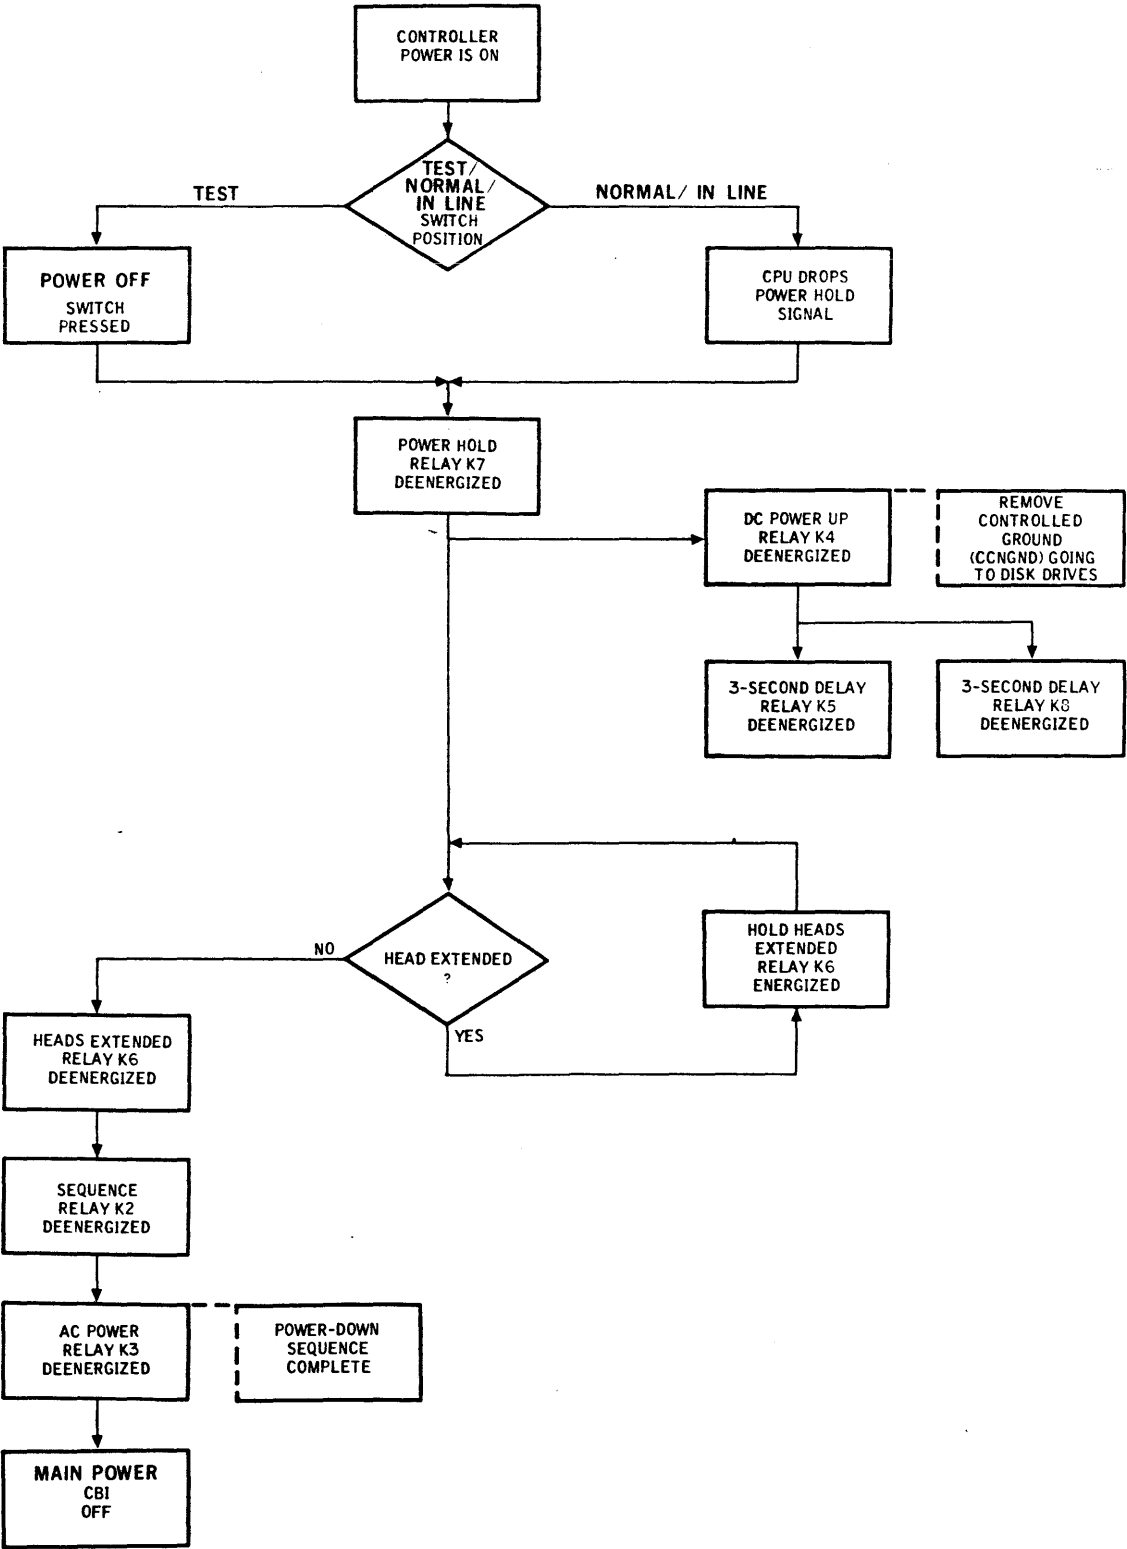 CONTROLLER
POWER IS ON
TEST/
NORMAL/
IN LINE
SWITCH
POSITION
TEST
NORMAL/ IN LINE
POWER OFF
SWITCH
PRESSED
CPU DROPS
POWER HOLD
SIGNAL
POWER HOLD
RELAY K7
DEENERGIZED
DC POWER UP
RELAY K4
DEENERGIZED
REMOVE
CONTROLLED
GROUND
(CCNGND) GOING
TO DISK DRIVES
3-SECOND DELAY
RELAY K5
DEENERGIZED
3-SECOND DELAY
RELAY K8
DEENERGIZED
HEAD EXTENDED
?
NO
YES
HOLD HEADS
EXTENDED
RELAY K6
ENERGIZED
HEADS EXTENDED
RELAY K6
DEENERGIZED
SEQUENCE
RELAY K2
DEENERGIZED
AC POWER
RELAY K3
DEENERGIZED
POWER-DOWN
SEQUENCE
COMPLETE
MAIN POWER
CBI
OFF